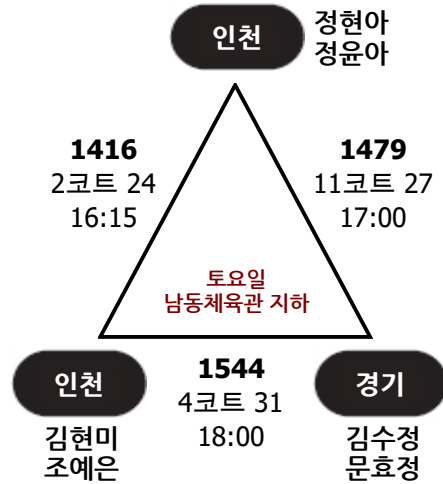 인천
정현아
정윤아
1416
2코트 24
16:15
1479
11코트 27
17:00
토요일
남동체육관 지하
인천
김현미
조예은
1544
4코트 31
18:00
경기
김수정
문효정